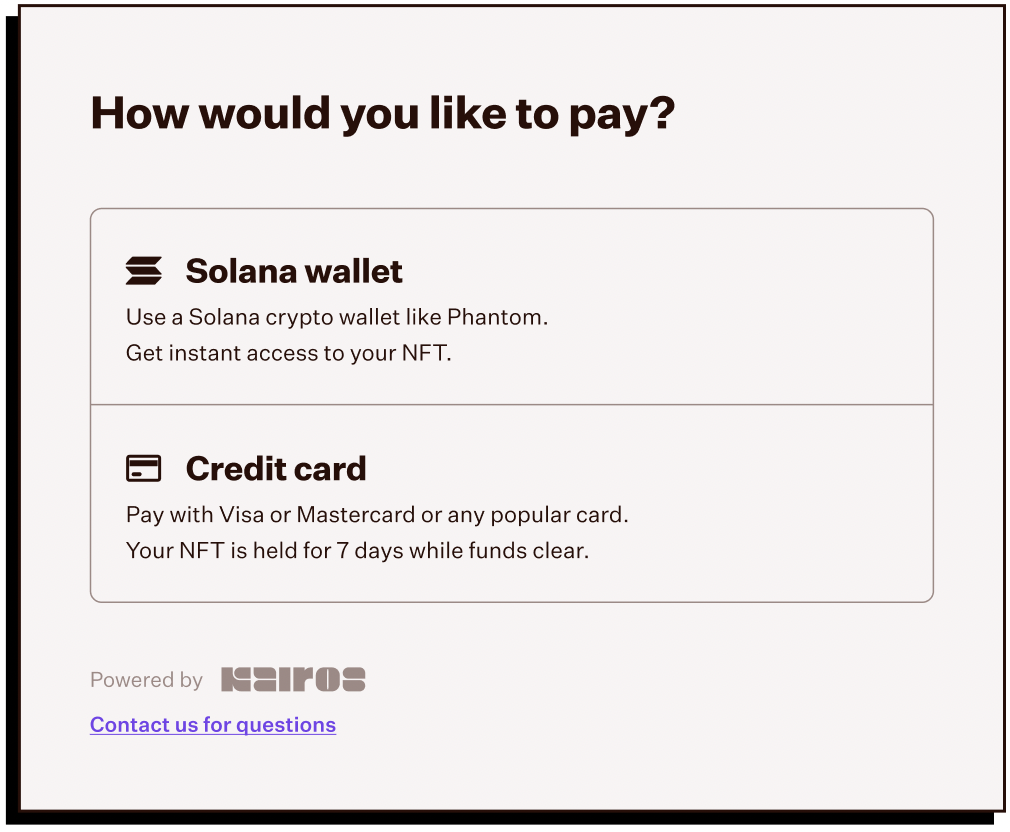 How would you like to pay?
Solana wallet
Use a Solana crypto wallet like Phantom.
Get instant access to your NFT.
Credit card
Pay with Visa or Mastercard or any popular card.
Your NFT is held for 7 days while funds clear.
Powered by kairos
Contact us for questions